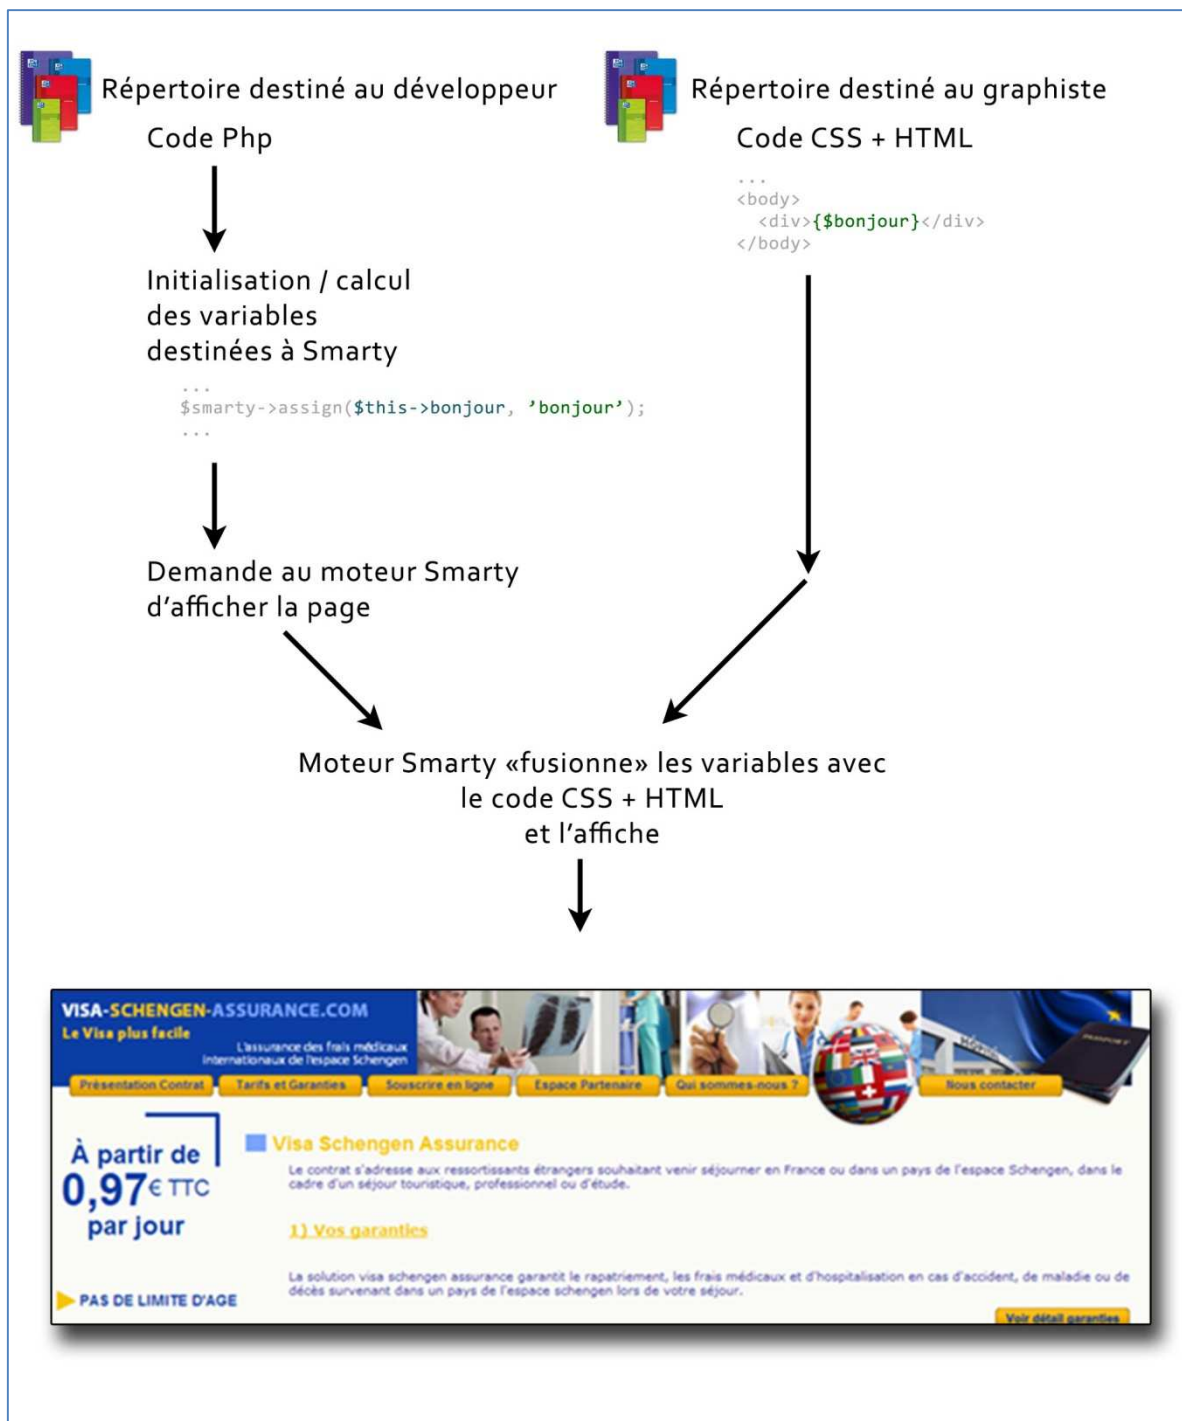 Répertoire destiné au développeur
Code Php
Initialisation / calcul
des variables
destinées à Smarty
...
$smarty->assign($this->bonjour, ’bonjour’);
...
Demande au moteur Smarty
d’afficher la page
Répertoire destiné au graphiste
Code CSS + HTML
...
<body>
<div>{$bonjour}</div>
</body>
Moteur Smarty «fusionne» les variables avec
le code CSS + HTML
et l’affiche
VISA-SCHENGEN-ASSURANCE.COM
Le Visa plus facile
L'assurance des frais médicaux
internationaux de l'espace Schengen
Présentation Contrat
Tarifs et Garanties
Souscrire en ligne
Espace Partenaire
Qui sommes-nous ?
Nous contacter
PASSPORT
À partir de
0,97€ TTC
par jour
PAS DE LIMITE D'AGE
Visa Schengen Assurance
Le contrat s'adresse aux ressortissants étrangers souhaitant venir séjourner en France ou dans un pays de l'espace Schengen, dans le
cadre d'un séjour touristique, professionnel ou d'étude.
1) Vos garanties
La solution visa schengen assurance garantit le rapatriement, les frais médicaux et d'hospitalisation en cas d'accident, de maladie ou de
décès survenant dans un pays de l'espace schengen lors de votre séjour.
Voir détail garanties